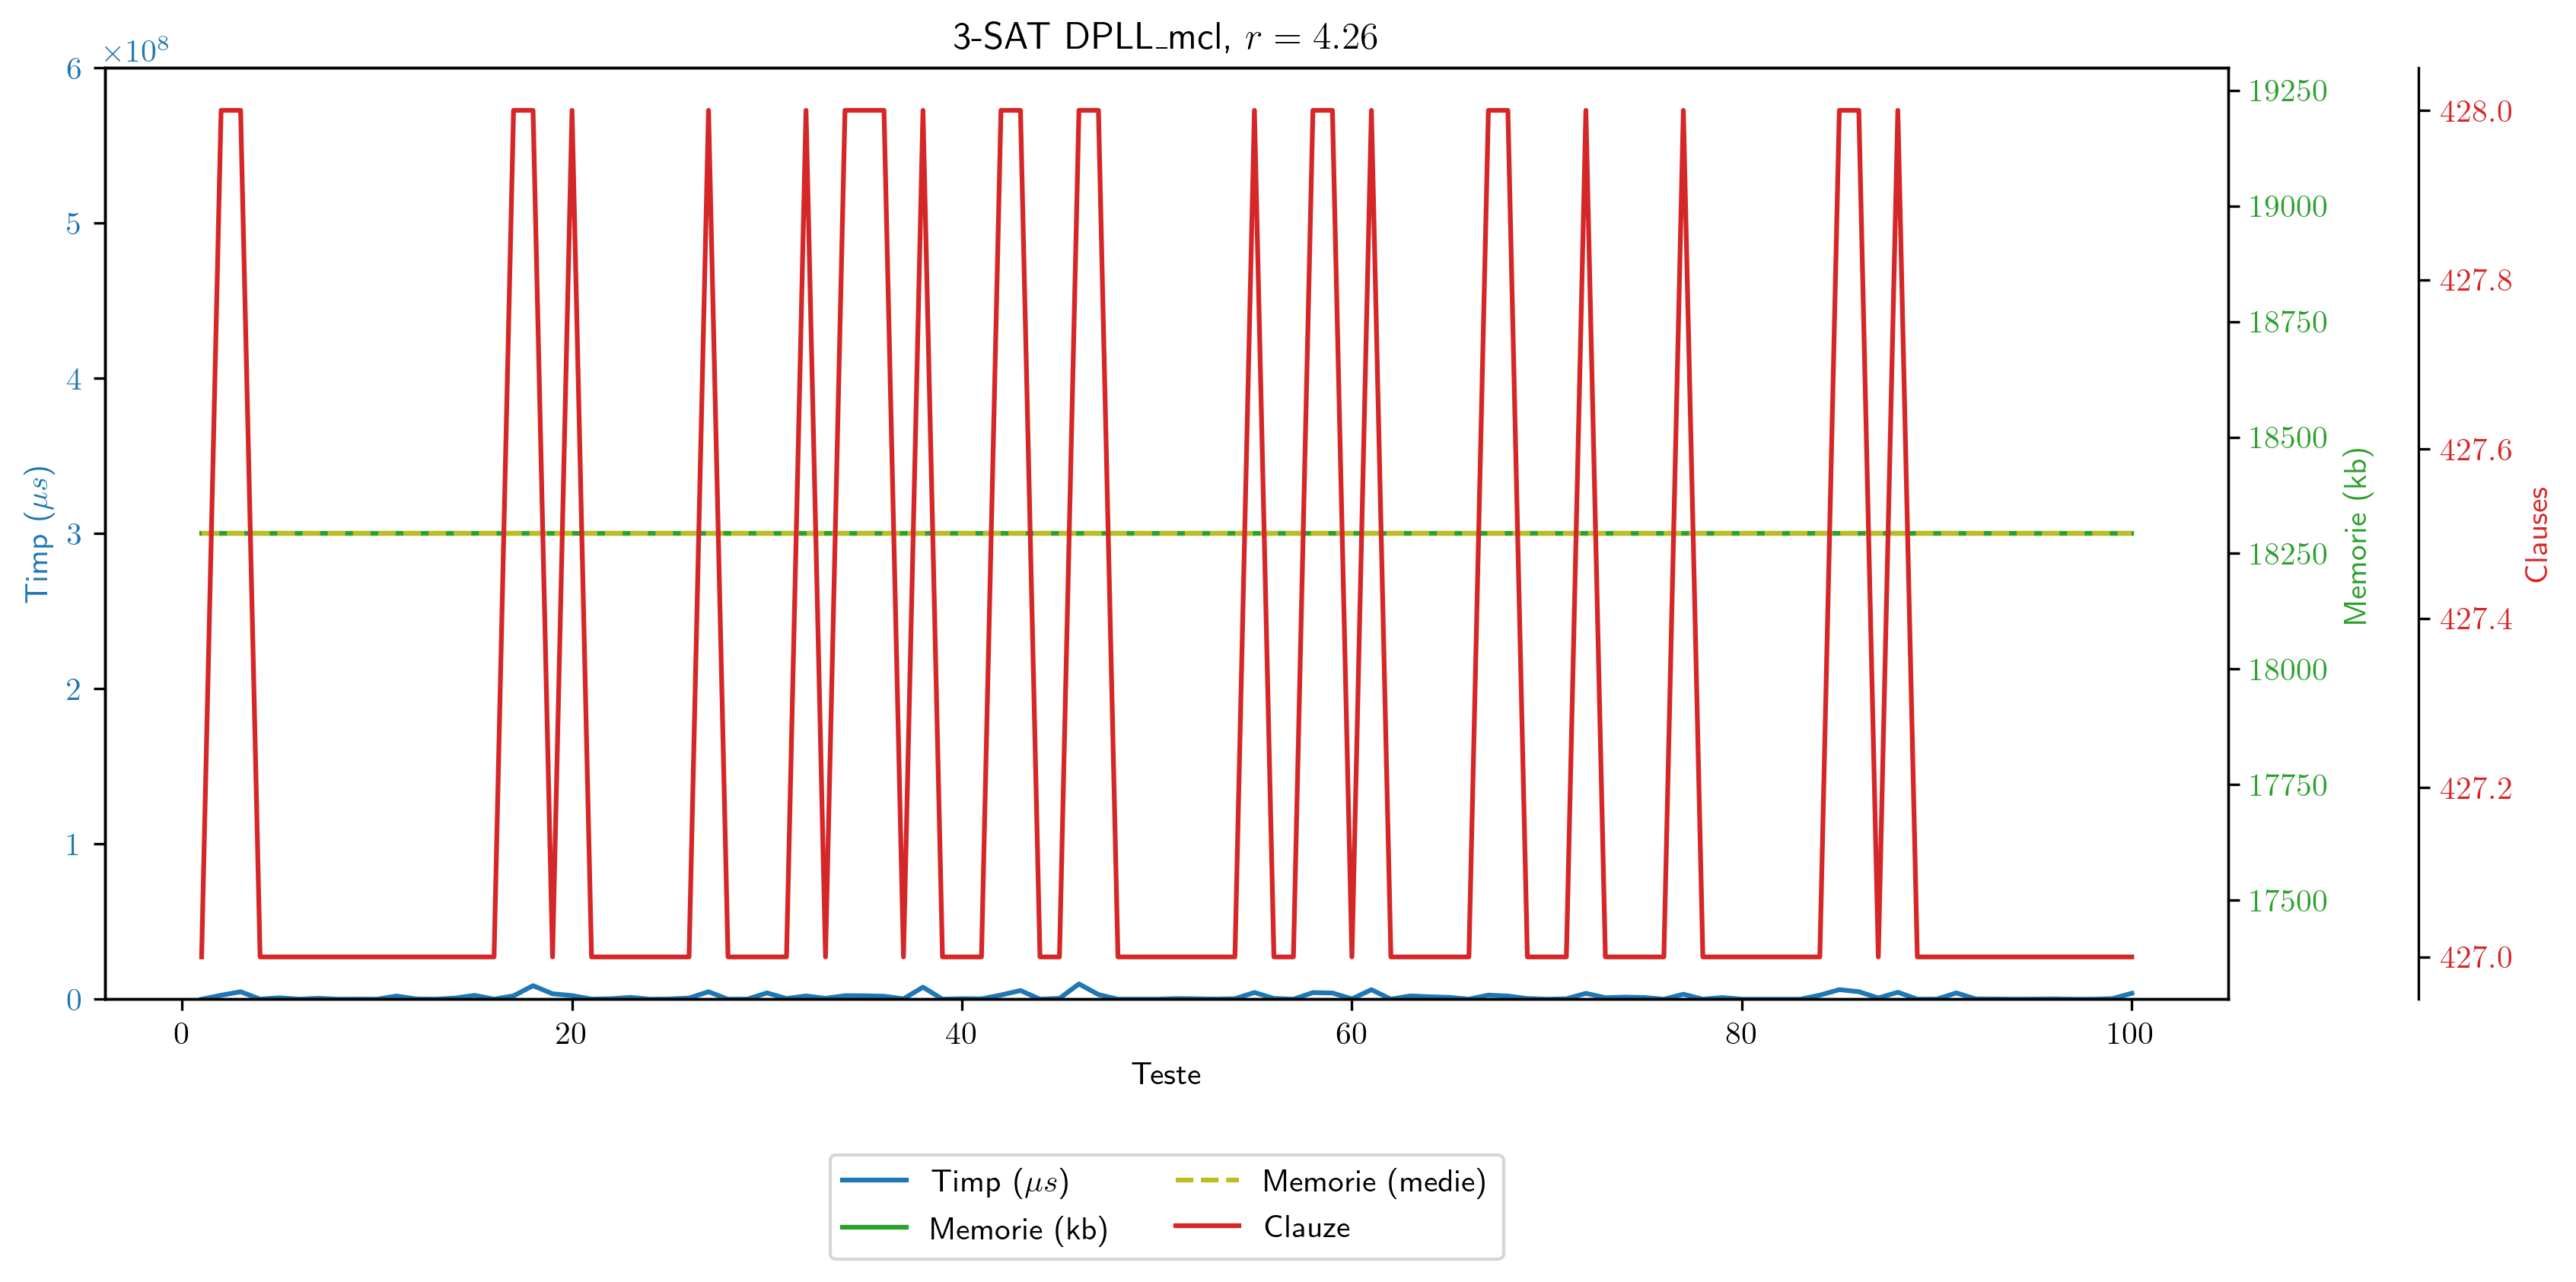 3-SAT DPLL_mcl, r = 4.26
×10⁸
6
5
4
3
2
1
0
Timp (μs)
0 20 40 60 80 100
Teste
19250
19000
18750
18500
18250
18000
17750
17500
Memorie (kb)
428.0
427.8
427.6
427.4
427.2
427.0
Clauses
Timp (μs)
Memorie (kb)
Memorie (medie)
Clauze